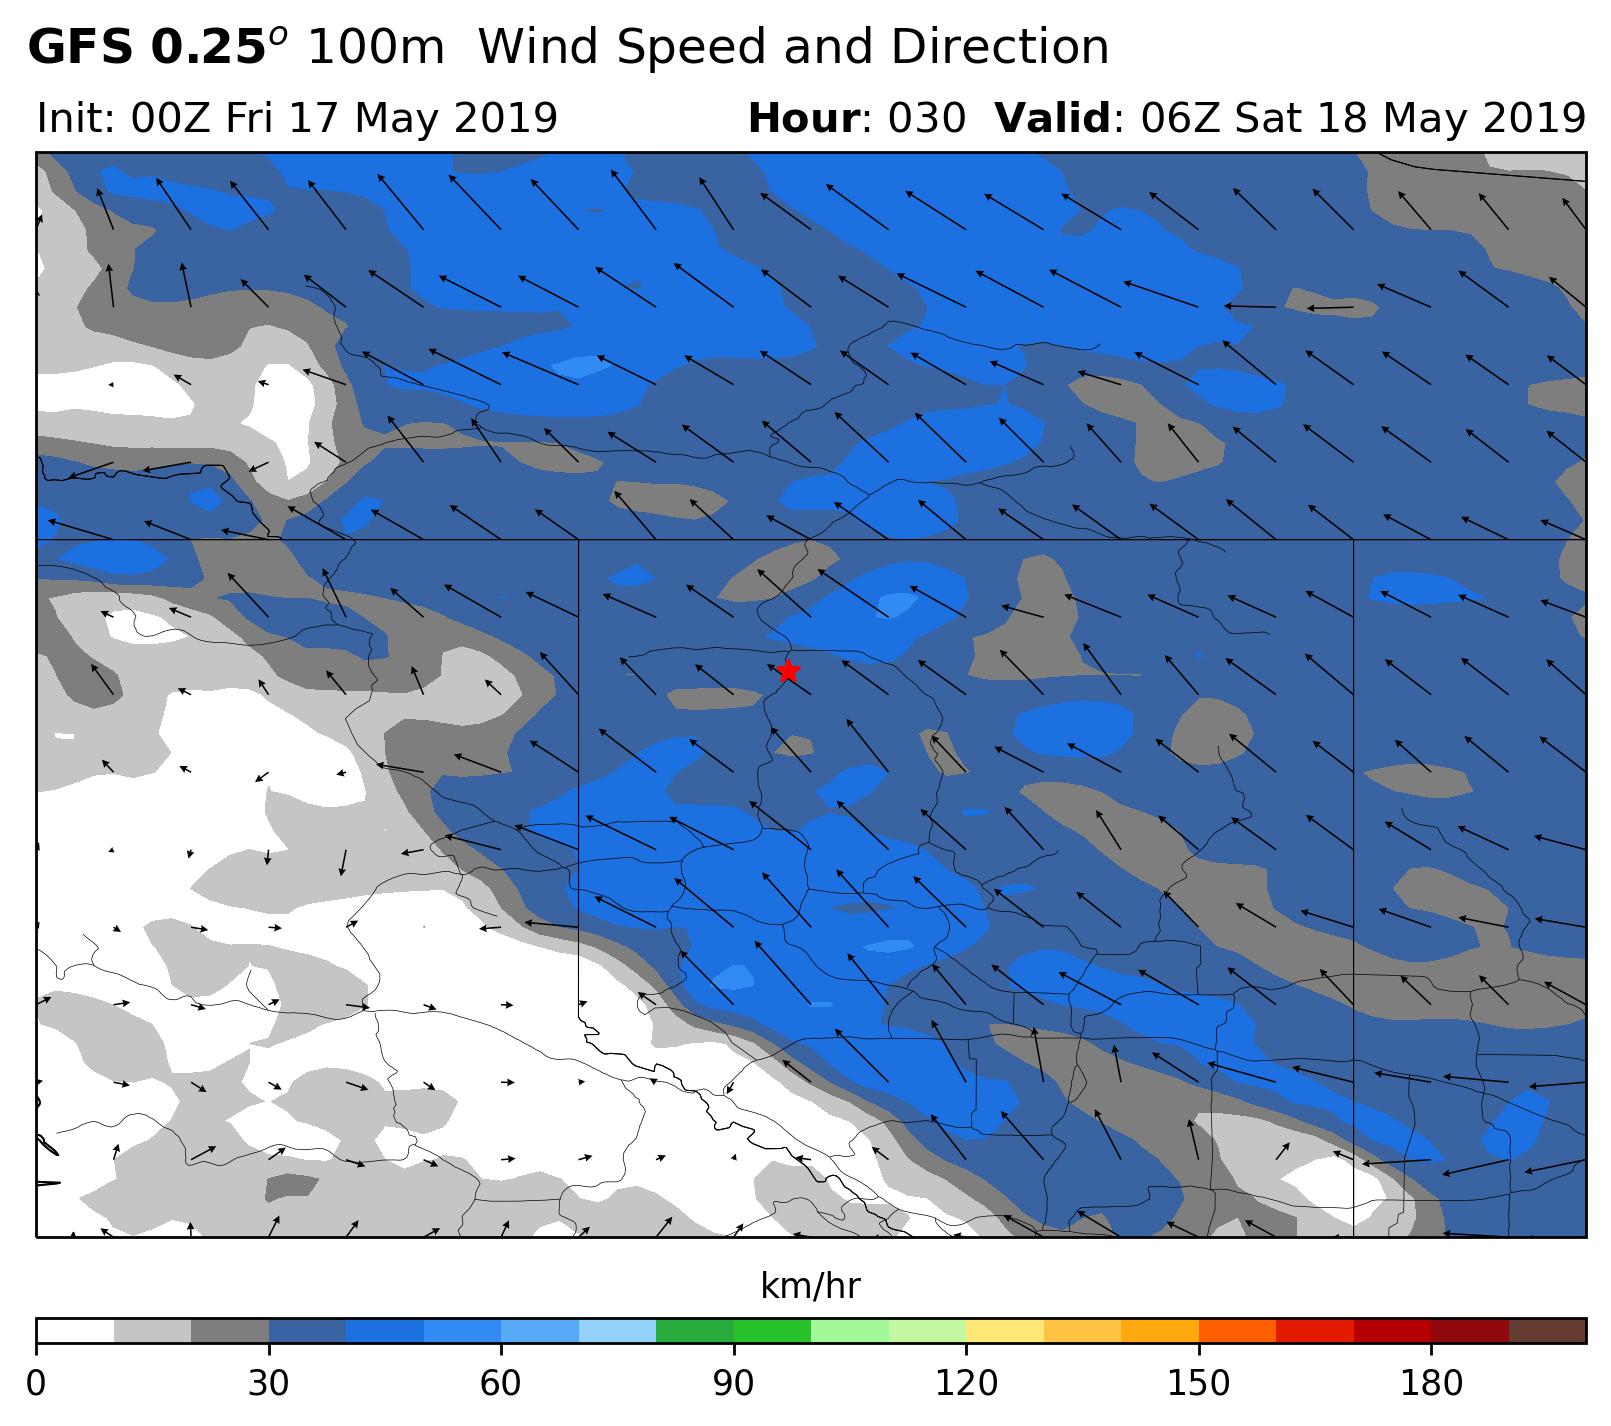 GFS 0.25o 100m Wind Speed and Direction
Init: 00Z Fri 17 May 2019 Hour: 030 Valid: 06Z Sat 18 May 2019
km/hr
0 30 60 90 120 150 180